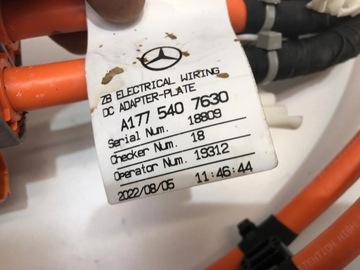 ZB ELECTRICAL WIRING
DC ADAPTER-PLATE
A177 540 7630
Serial Num. 18809
Checker Num. 18
Operator Num. 19312
2022/08/05 11:46:44